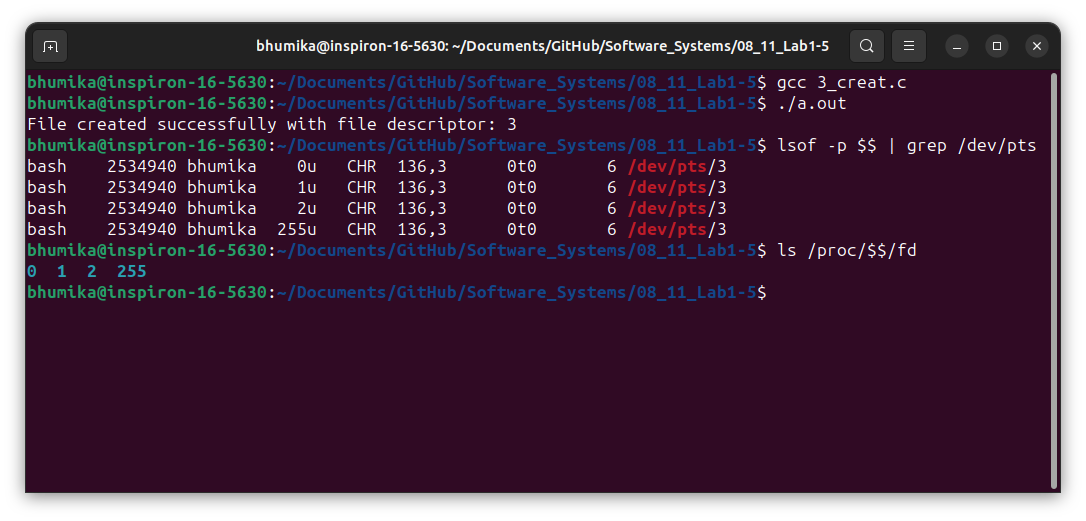 bhumika@inspiron-16-5630: ~/Documents/GitHub/Software_Systems/08_11_Lab1-5
bhumika@inspiron-16-5630:~/Documents/GitHub/Software_Systems/08_11_Lab1-5$ gcc 3_creat.c
bhumika@inspiron-16-5630:~/Documents/GitHub/Software_Systems/08_11_Lab1-5$ ./a.out
File created successfully with file descriptor: 3
bhumika@inspiron-16-5630:~/Documents/GitHub/Software_Systems/08_11_Lab1-5$ lsof -p $$ | grep /dev/pts
bash    2534940 bhumika    0u   CHR  136,3      0t0       6 /dev/pts/3
bash    2534940 bhumika    1u   CHR  136,3      0t0       6 /dev/pts/3
bash    2534940 bhumika    2u   CHR  136,3      0t0       6 /dev/pts/3
bash    2534940 bhumika  255u   CHR  136,3      0t0       6 /dev/pts/3
bhumika@inspiron-16-5630:~/Documents/GitHub/Software_Systems/08_11_Lab1-5$ ls /proc/$$/fd
0  1  2  255
bhumika@inspiron-16-5630:~/Documents/GitHub/Software_Systems/08_11_Lab1-5$